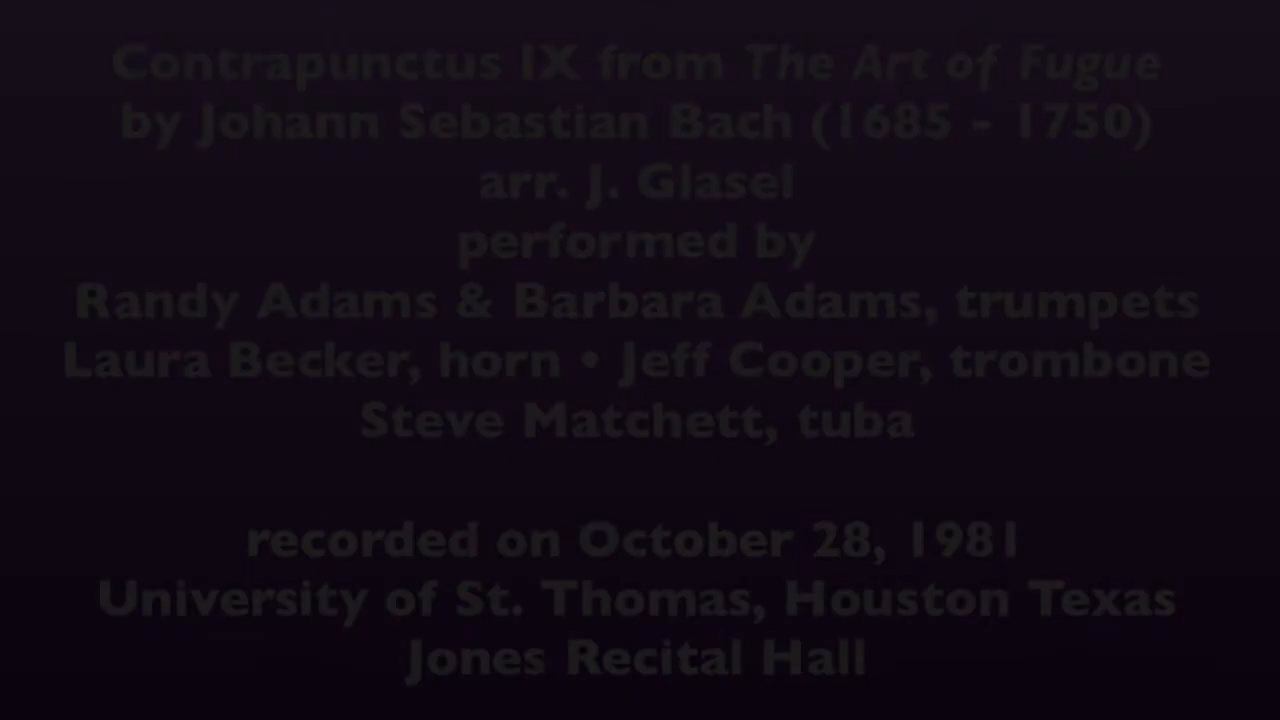 Contrapunctus IX from The Art of Fugue
by Johann Sebastian Bach (1685 - 1750)
arr. J. Glasel
performed by
Randy Adams & Barbara Adams, trumpets
Laura Becker, horn • Jeff Cooper, trombone
Steve Matchett, tuba
recorded on October 28, 1981
University of St. Thomas, Houston Texas
Jones Recital Hall